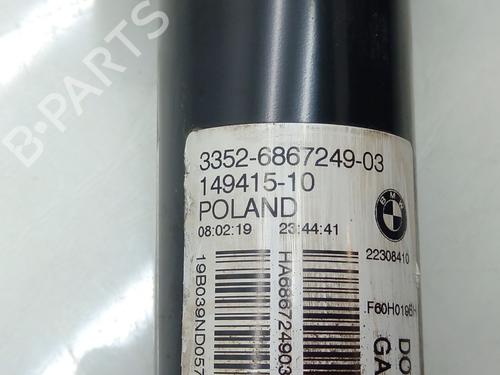 B-PARTS
3352-6867249-03
149415-10
POLAND
BMW
08:02:19 23:44:41
22308410
19B039ND057
HA686724903
F60H019B
DO
GA